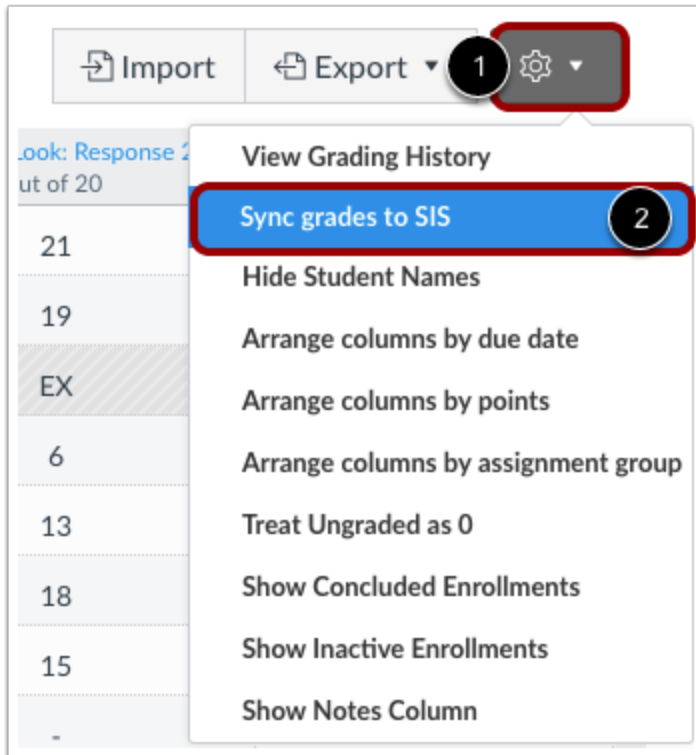 Import
Export
1
Look: Response 2
ut of 20
View Grading History
Sync grades to SIS
2
21
Hide Student Names
19
Arrange columns by due date
EX
Arrange columns by points
6
Arrange columns by assignment group
13
Treat Ungraded as 0
18
Show Concluded Enrollments
15
Show Inactive Enrollments
-
Show Notes Column